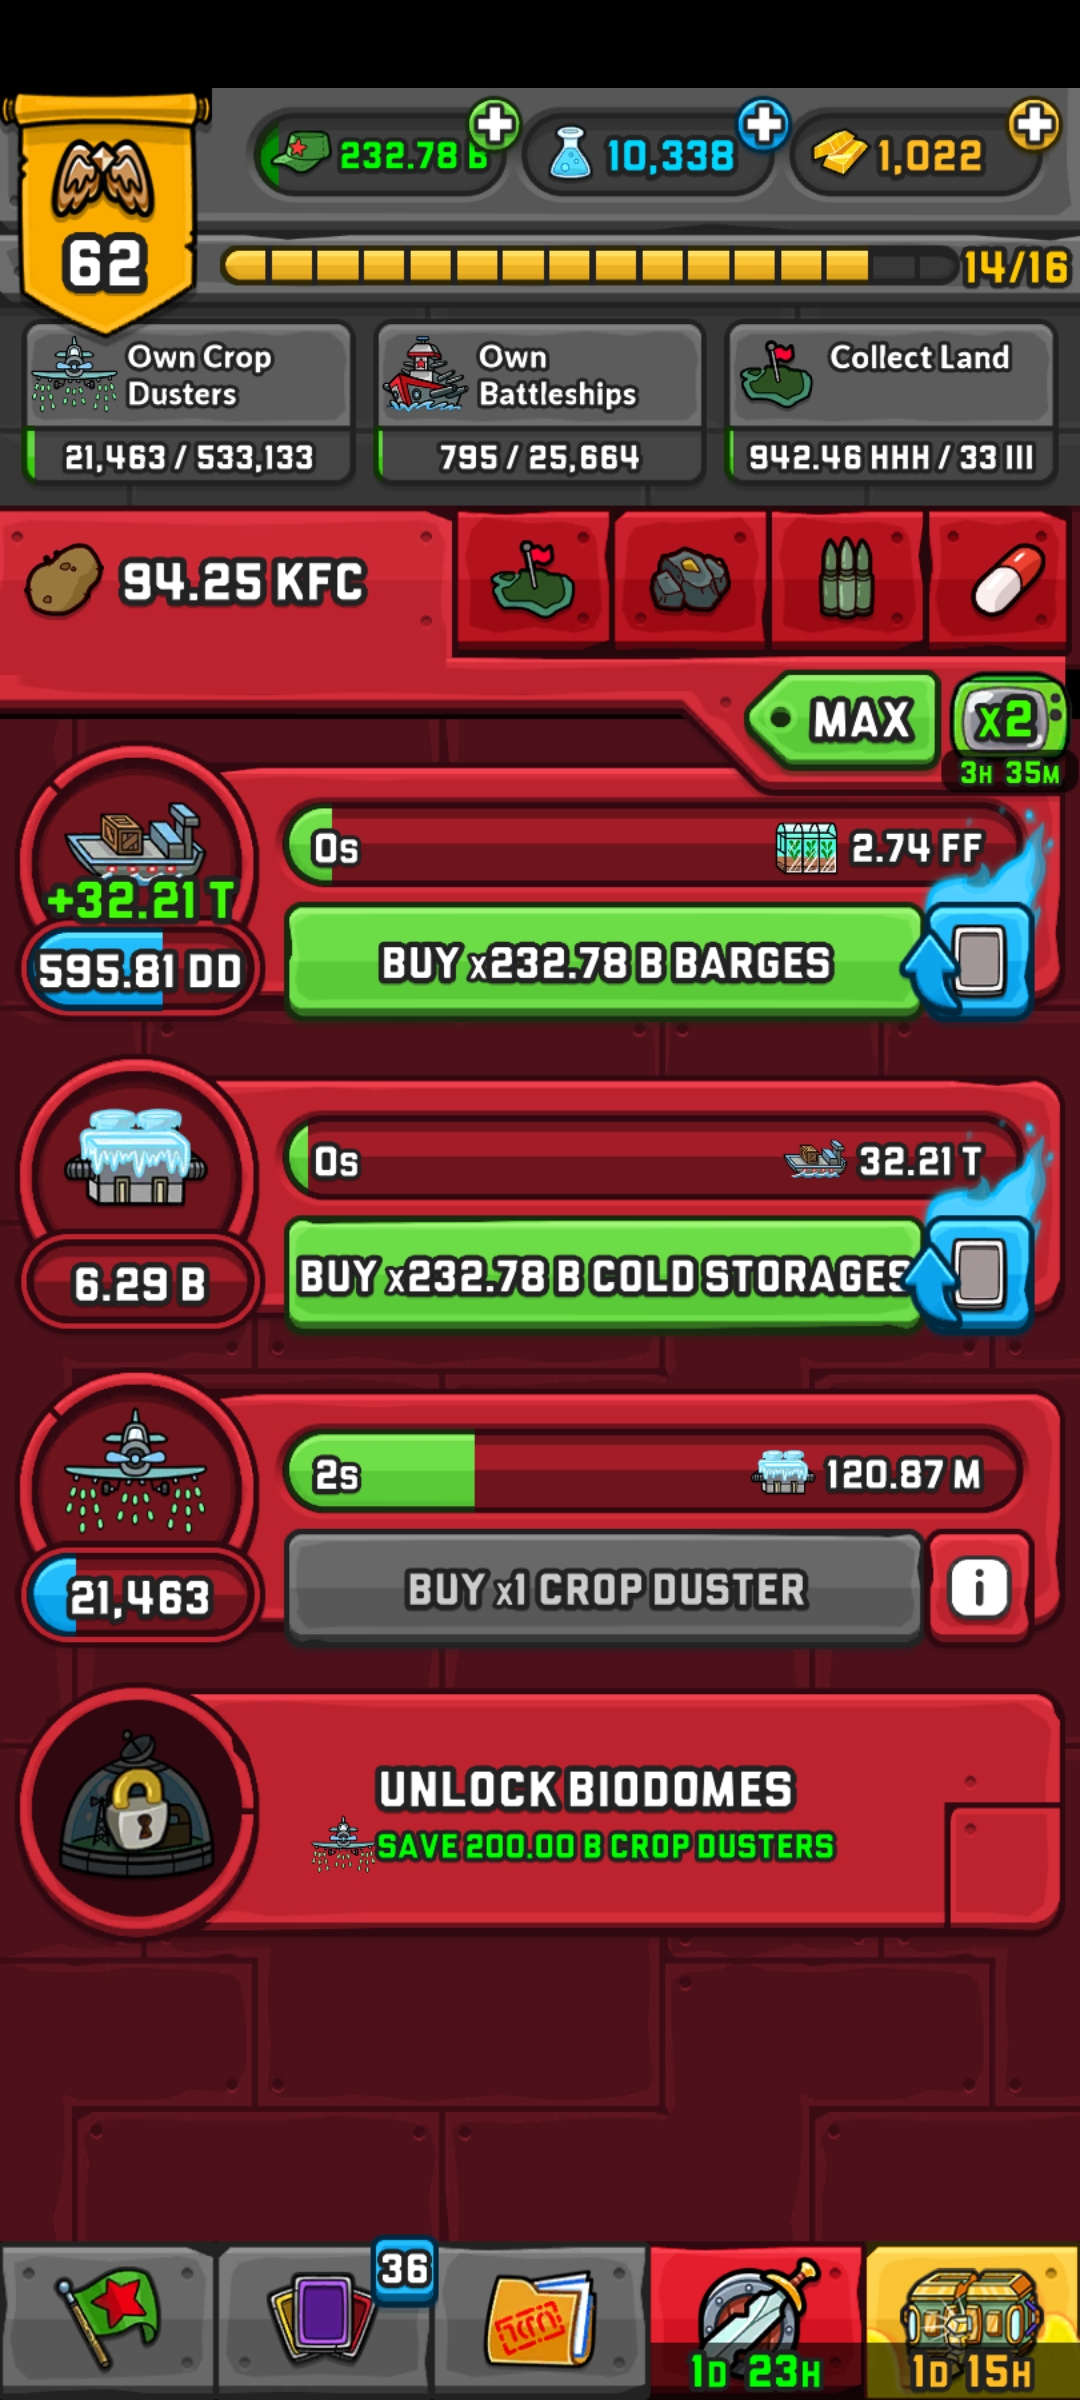 232.78 B
10,338
1,022
62
14/16
Own Crop
Dusters
21,463 / 533,133
Own
Battleships
795 / 25,664
Collect Land
942.46 HHH / 33 III
94.25 KFC
MAX
x2
3H 35M
0s
2.74 FF
+32.21 T
595.81 DD
BUY x232.78 B BARGES
0s
32.21 T
6.29 B
BUY x232.78 B COLD STORAGES
2s
120.87 M
21,463
BUY x1 CROP DUSTER
i
UNLOCK BIODOMES
SAVE 200.00 B CROP DUSTERS
36
1D 23H
1D 15H